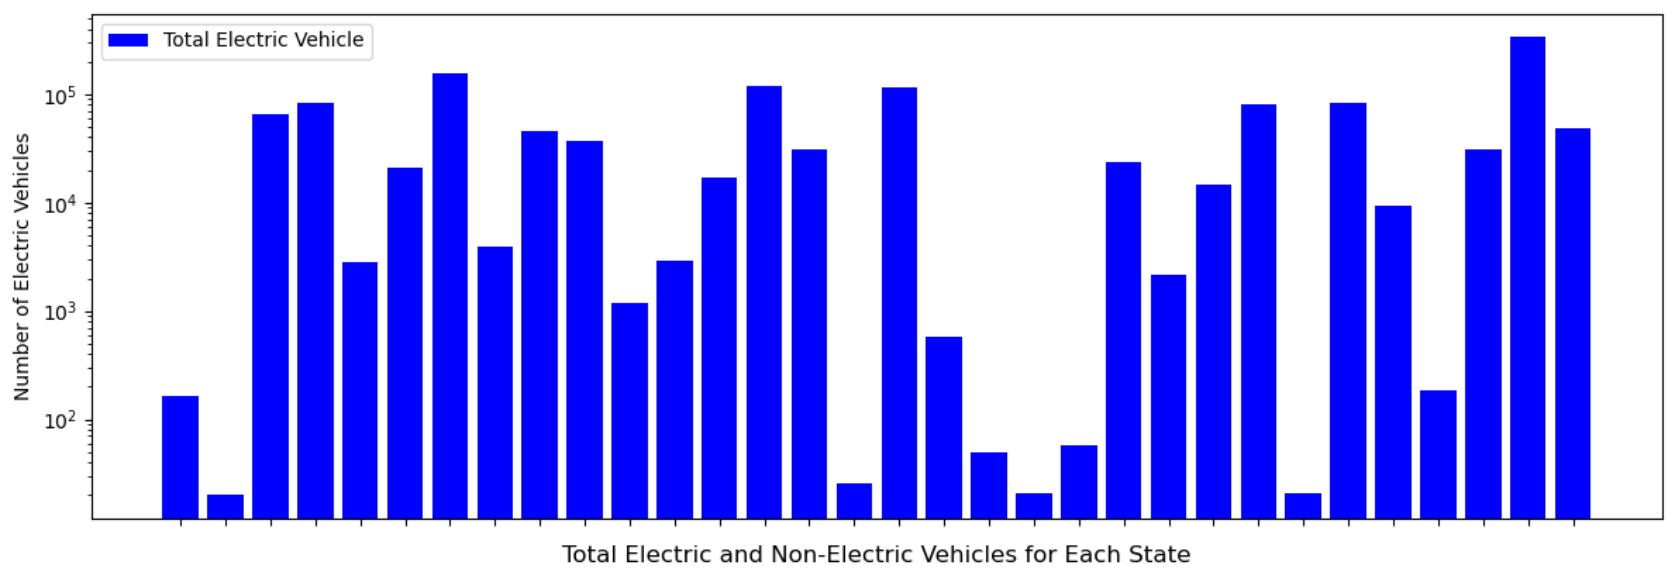 Total Electric Vehicle
Number of Electric Vehicles
10^5
10^4
10^3
10^2
Total Electric and Non-Electric Vehicles for Each State